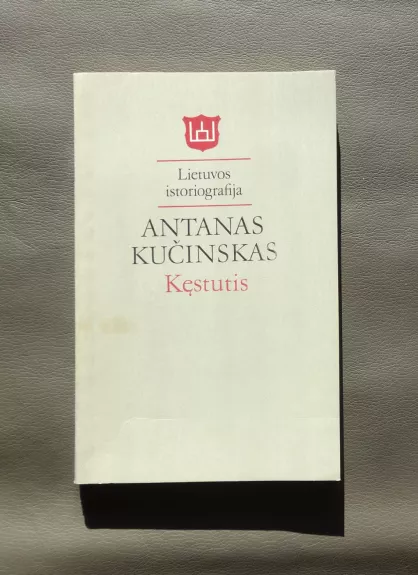 Lietuvos
istoriografija
ANTANAS
KUČINSKAS
Kęstutis